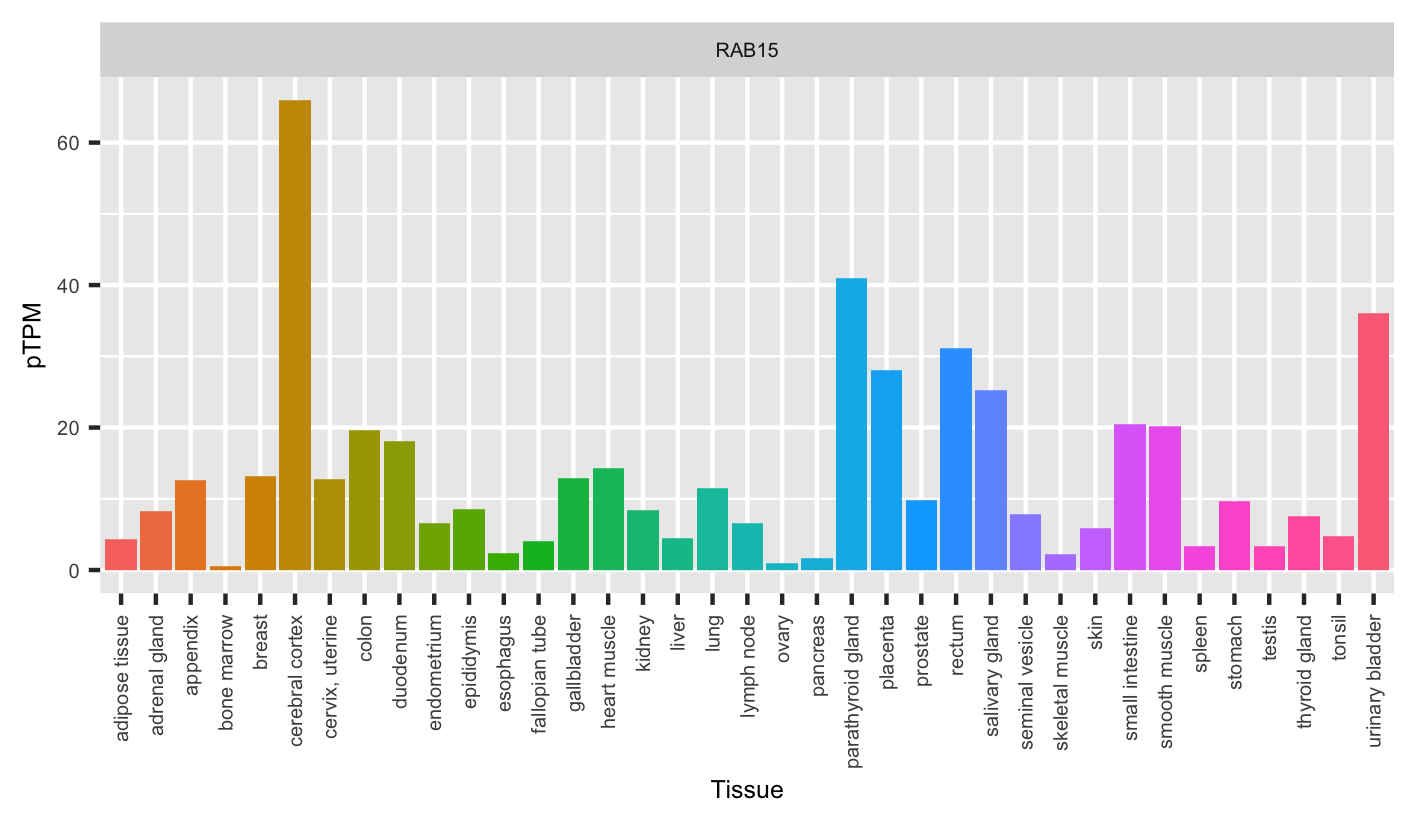 RAB15
60
40
20
0
pTPM
adipose tissue
adrenal gland
appendix
bone marrow
breast
cerebral cortex
cervix, uterine
colon
duodenum
endometrium
epididymis
esophagus
fallopian tube
gallbladder
heart muscle
kidney
liver
lung
lymph node
ovary
pancreas
parathyroid gland
placenta
prostate
rectum
salivary gland
seminal vesicle
skeletal muscle
skin
small intestine
smooth muscle
spleen
stomach
testis
thyroid gland
tonsil
urinary bladder
Tissue